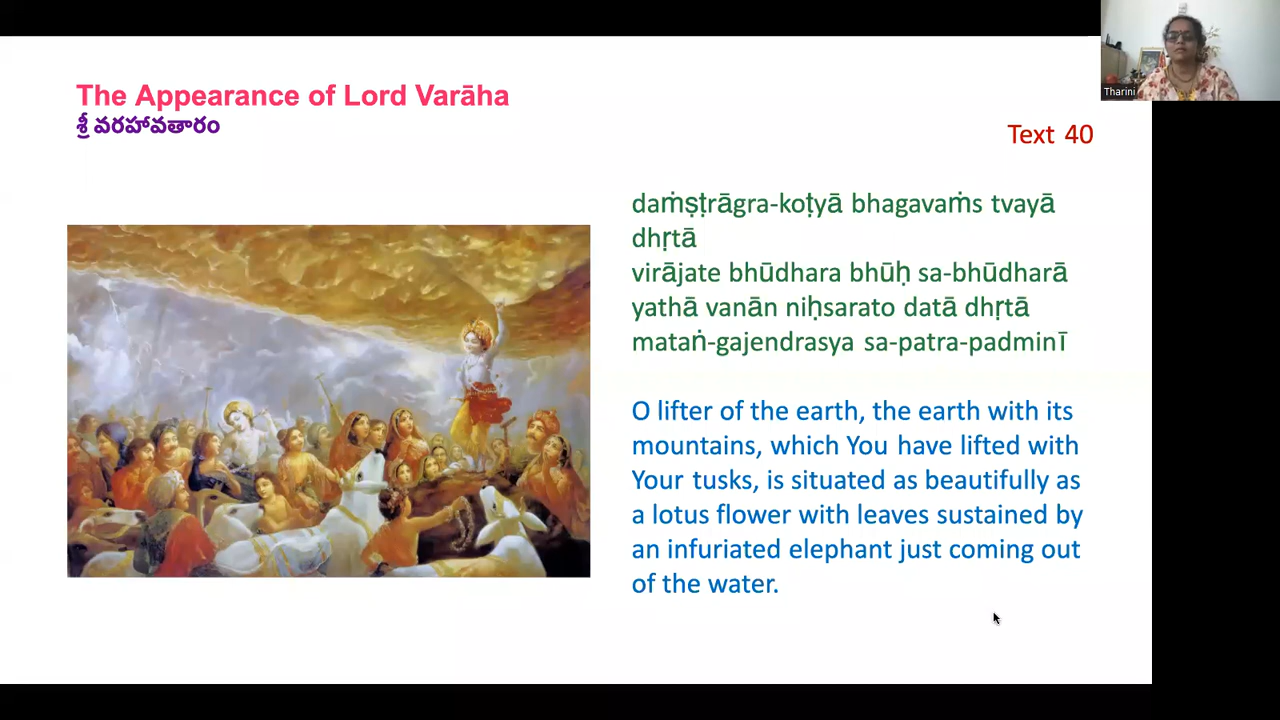 Tharini
The Appearance of Lord Varāha
శ్రీ వరహావతారం
Text 40
daṁṣṭrāgra-koṭyā bhagavaṁs tvayā
dhṛtā
virājate bhūdhara bhūḥ sa-bhūdharā
yathā vanān niḥsarato datā dhṛtā
mataṅ-gajendrasya sa-patra-padminī
O lifter of the earth, the earth with its
mountains, which You have lifted with
Your tusks, is situated as beautifully as
a lotus flower with leaves sustained by
an infuriated elephant just coming out
of the water.